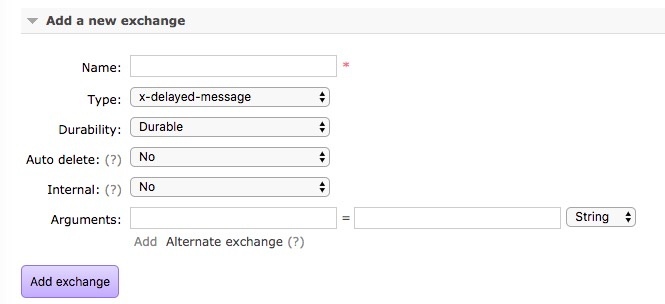 Add a new exchange
Name: *
Type: x-delayed-message
Durability: Durable
Auto delete: (?) No
Internal: (?) No
Arguments: = String
Add Alternate exchange (?)
Add exchange